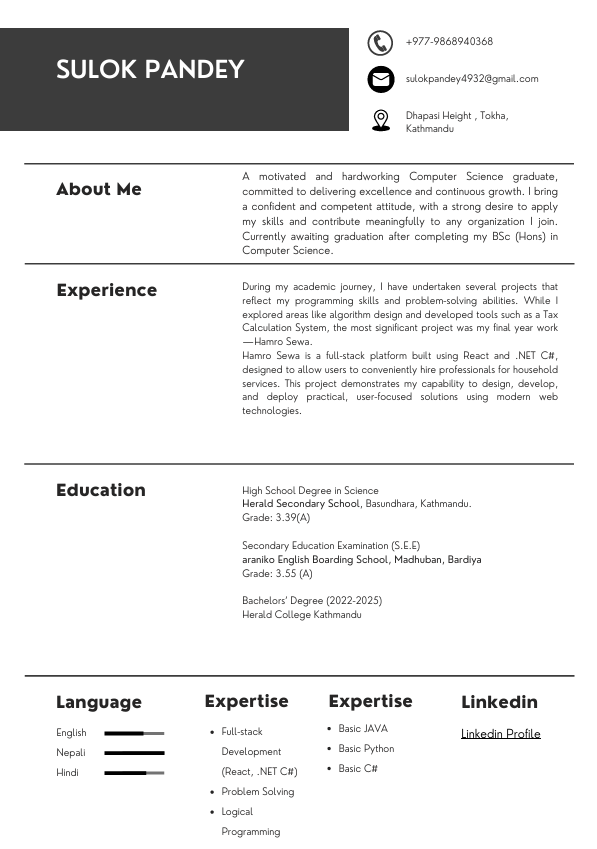 SULOK PANDEY
+977-9868940368
sulokpandey4932@gmail.com
Dhapasi Height , Tokha,
Kathmandu
About Me
A motivated and hardworking Computer Science graduate,
committed to delivering excellence and continuous growth. I bring
a confident and competent attitude, with a strong desire to apply
my skills and contribute meaningfully to any organization I join.
Currently awaiting graduation after completing my BSc (Hons) in
Computer Science.
Experience
During my academic journey, I have undertaken several projects that
reflect my programming skills and problem-solving abilities. While I
explored areas like algorithm design and developed tools such as a Tax
Calculation System, the most significant project was my final year work
—Hamro Sewa.
Hamro Sewa is a full-stack platform built using React and .NET C#,
designed to allow users to conveniently hire professionals for household
services. This project demonstrates my capability to design, develop,
and deploy practical, user-focused solutions using modern web
technologies.
Education
High School Degree in Science
Herald Secondary School, Basundhara, Kathmandu.
Grade: 3.39(A)
Secondary Education Examination (S.E.E)
araniko English Boarding School, Madhuban, Bardiya
Grade: 3.55 (A)
Bachelors' Degree (2022-2025)
Herald College Kathmandu
Language
English
Nepali
Hindi
Expertise
• Full-stack
Development
(React, .NET C#)
• Problem Solving
• Logical
Programming
Expertise
• Basic JAVA
• Basic Python
• Basic C#
Linkedin
Linkedin Profile